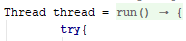 Thread thread = run() → {
try{